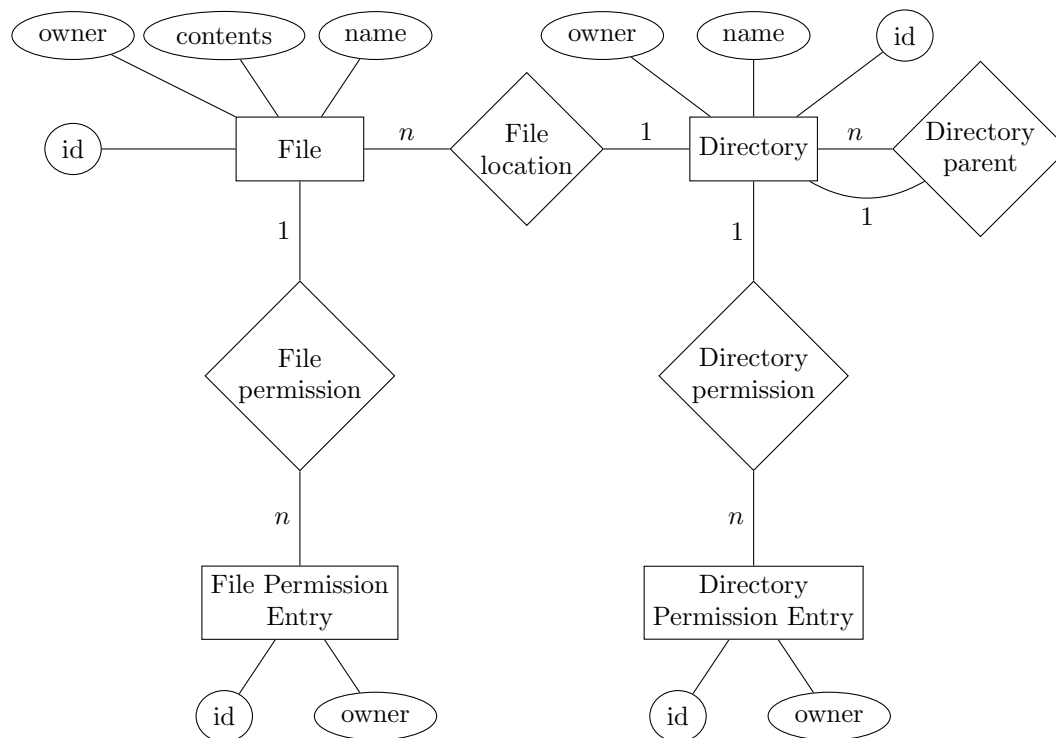 owner
contents
name
owner
name
id
id
File
n
File
location
1
Directory
n
Directory
parent
1
1
1
File
permission
Directory
permission
n
n
File Permission
Entry
Directory
Permission Entry
id
owner
id
owner